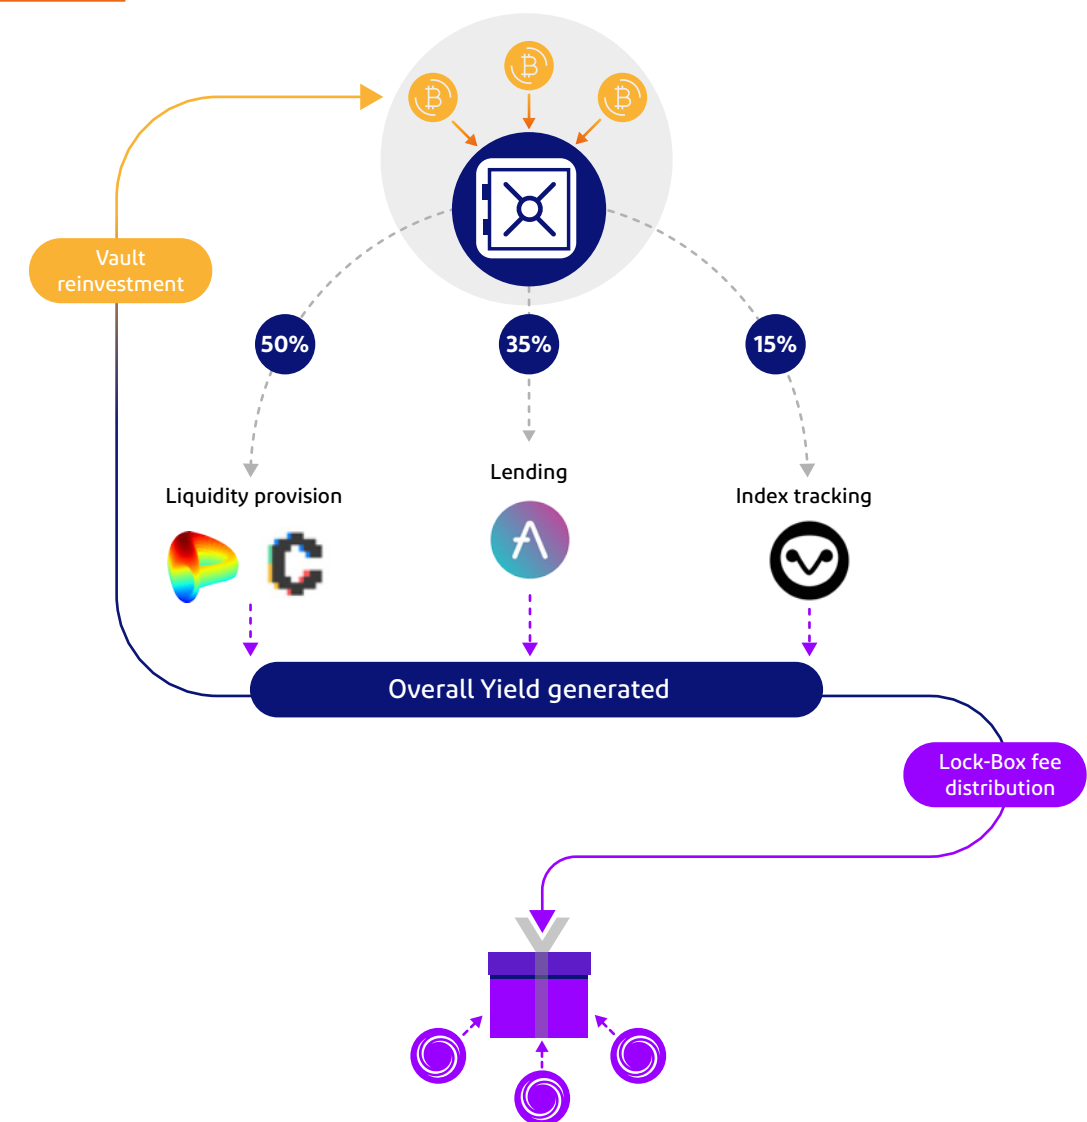 Vault
reinvestment
50%
35%
15%
Lending
Liquidity provision
Index tracking
Overall Yield generated
Lock-Box fee
distribution